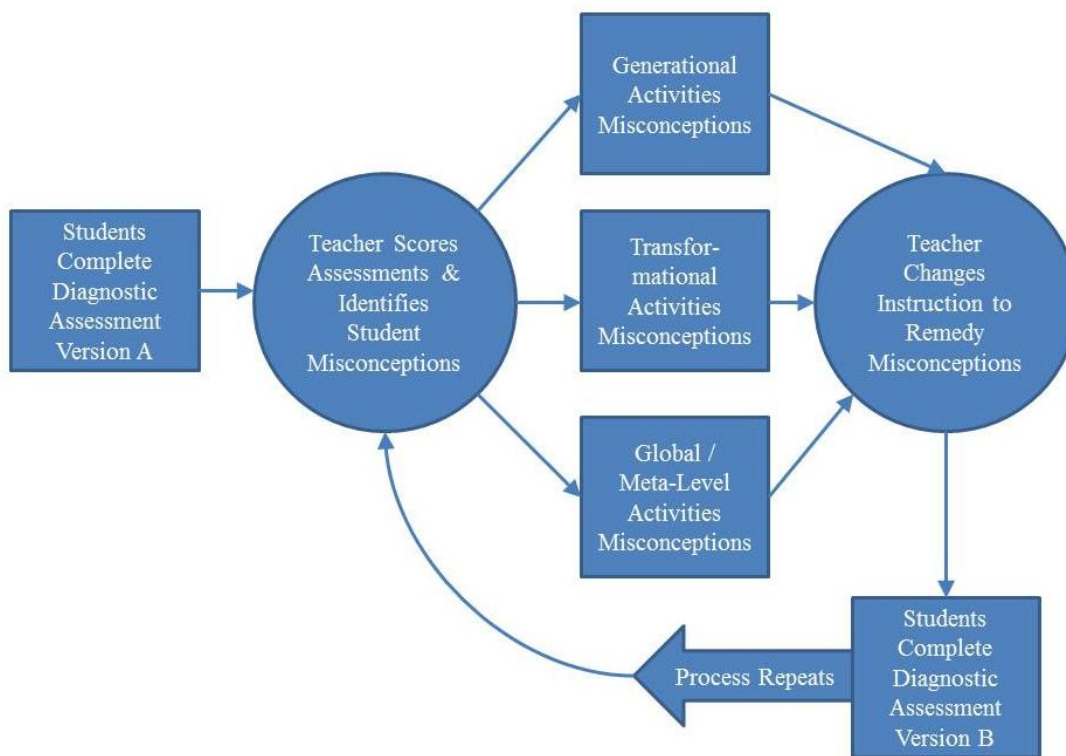 Students
Complete
Diagnostic
Assessment
Version A
Teacher Scores
Assessments &
Identifies
Student
Misconceptions
Generational
Activities
Misconceptions
Transfor-
mational
Activities
Misconceptions
Global /
Meta-Level
Activities
Misconceptions
Teacher
Changes
Instruction to
Remedy
Misconceptions
Students
Complete
Diagnostic
Assessment
Version B
Process Repeats